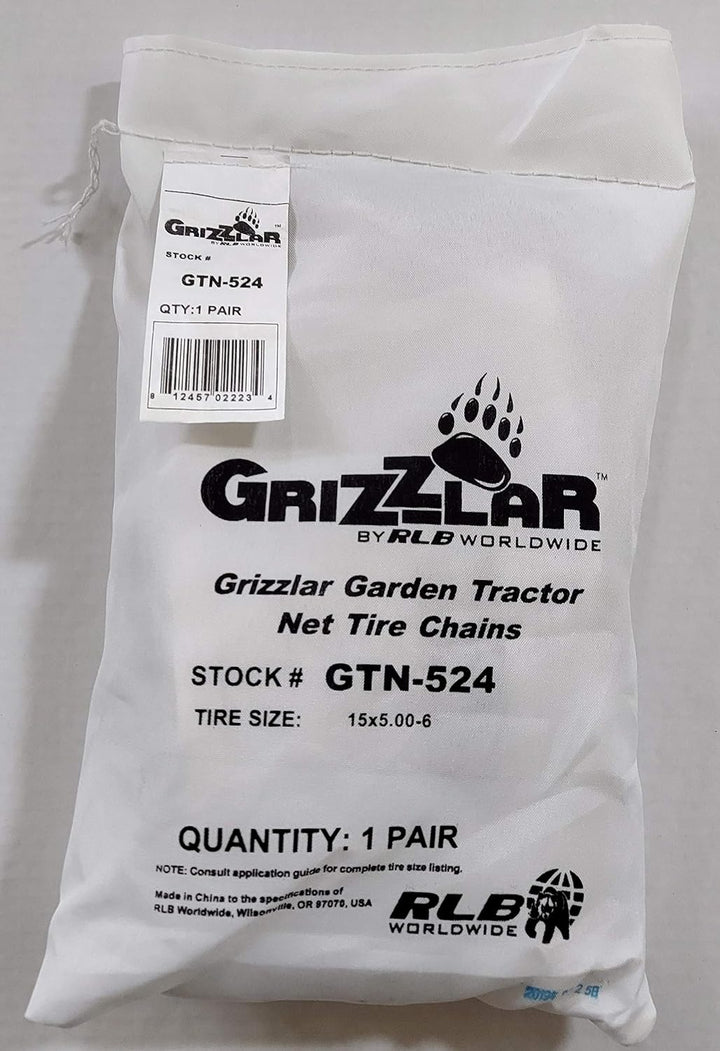 GRIZZLAR™
BY RLB WORLDWIDE
STOCK #
GTN-524
QTY:1 PAIR
8 12457 02223 4
GRIZZLAR™
BY RLB WORLDWIDE
Grizzlar Garden Tractor
Net Tire Chains
STOCK # GTN-524
TIRE SIZE: 15x5.00-6
QUANTITY: 1 PAIR
NOTE: Consult application guide for complete tire size listing.
Made in China to the specifications of
RLB Worldwide, Wilsonville, OR 97070, USA
RLB
WORLDWIDE